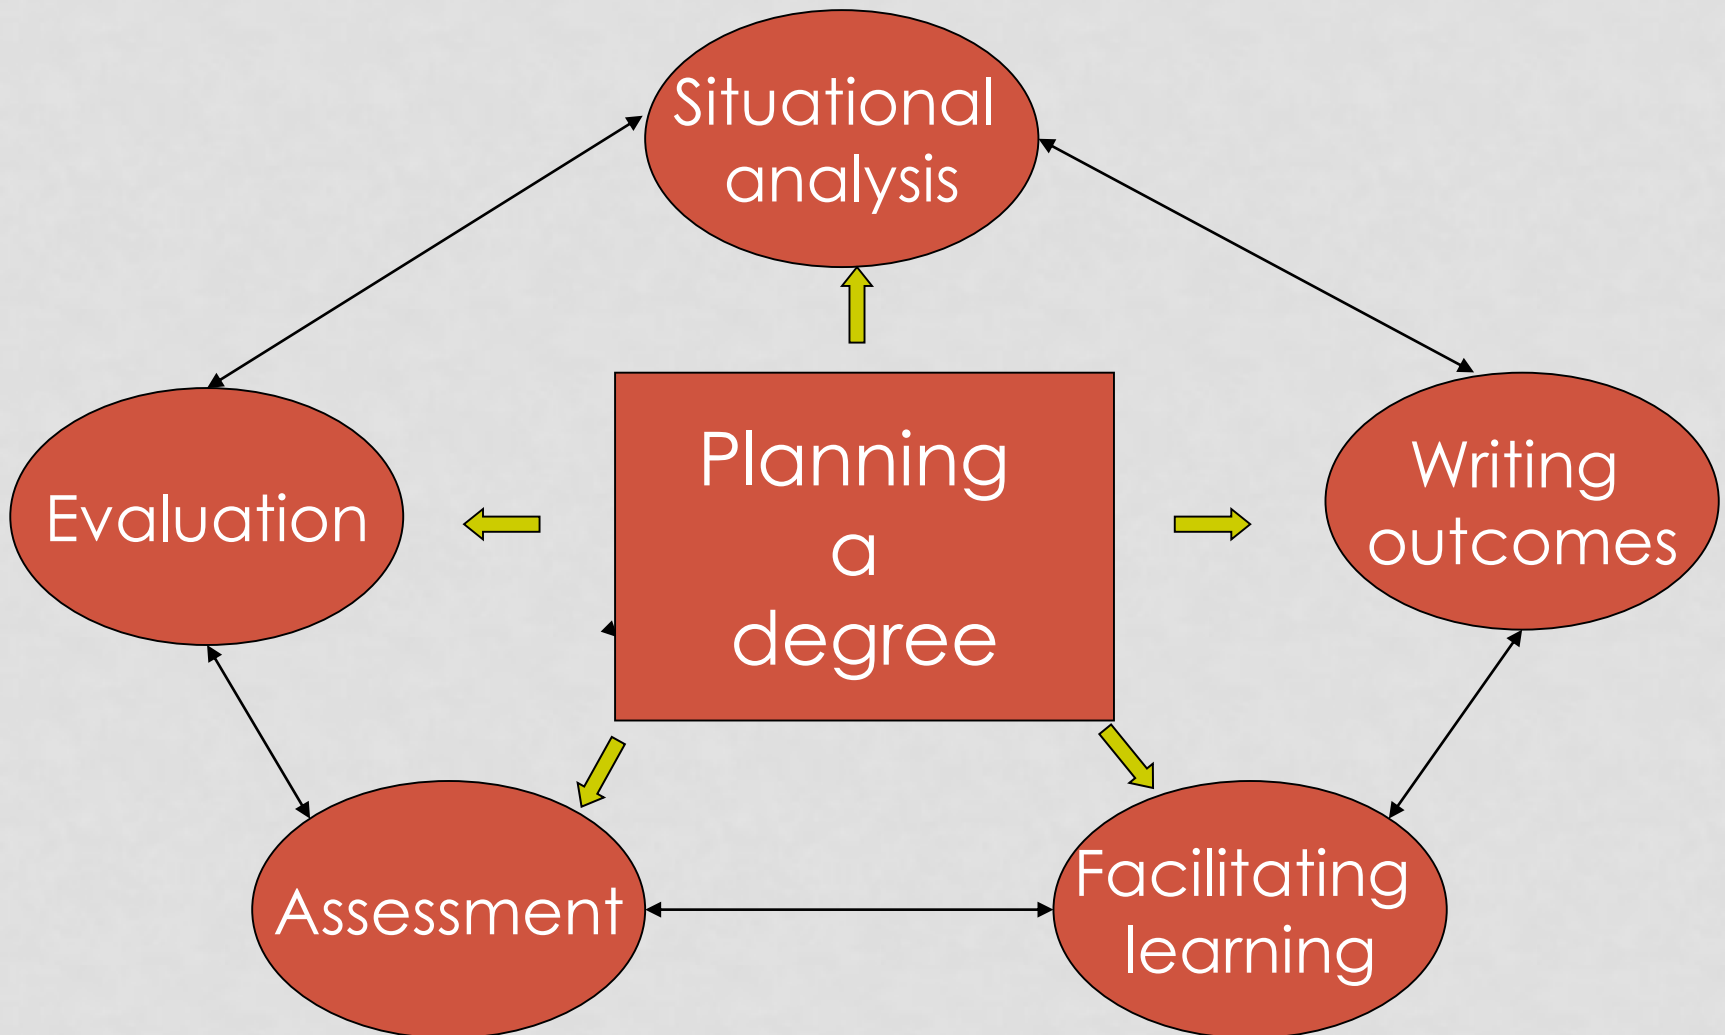 Situational
analysis
Planning
a
degree
Evaluation
Writing
outcomes
Assessment
Facilitating
learning